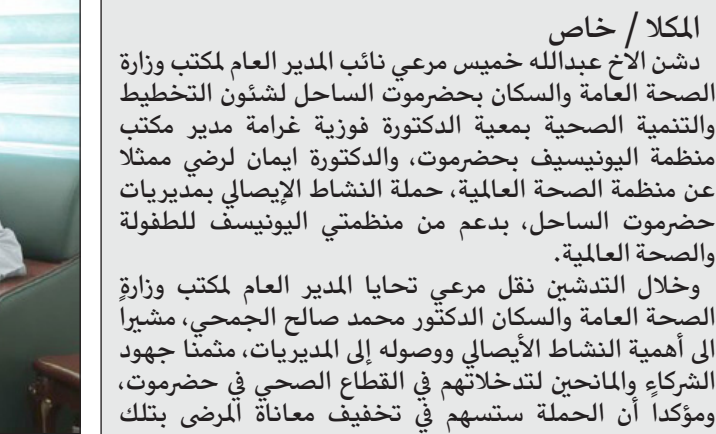 المكلا / خاص
دشن الاخ عبدالله خميس مرعي نائب المدير العام لمكتب وزارة
الصحة العامة والسكان بحضرموت الساحل لشئون التخطيط
والتنمية الصحية بمعية الدكتورة فوزية غرامة مدير مكتب
منظمة اليونيسيف بحضرموت، والدكتورة ايمان لرضي ممثلا
عن منظمة الصحة العالمية، حملة النشاط الإيصالي بمديريات
حضرموت الساحل، بدعم من منظمتي اليونيسف للطفولة
والصحة العالمية.
وخلال التدشين نقل مرعي تحايا المدير العام لمكتب وزارةٍ
الصحة العامة والسكان الدكتور محمد صالح الجمحي، مشيراً
الى أهمية النشاط الأيصالي ووصوله إلى المديريات، مثمنا جهود
الشركاء والمانحين لتدخلاتهم في القطاع الصحي في حضرموت،
ومؤكداً أن الحملة ستسهم في تخفيف معاناة المرضى بتلك